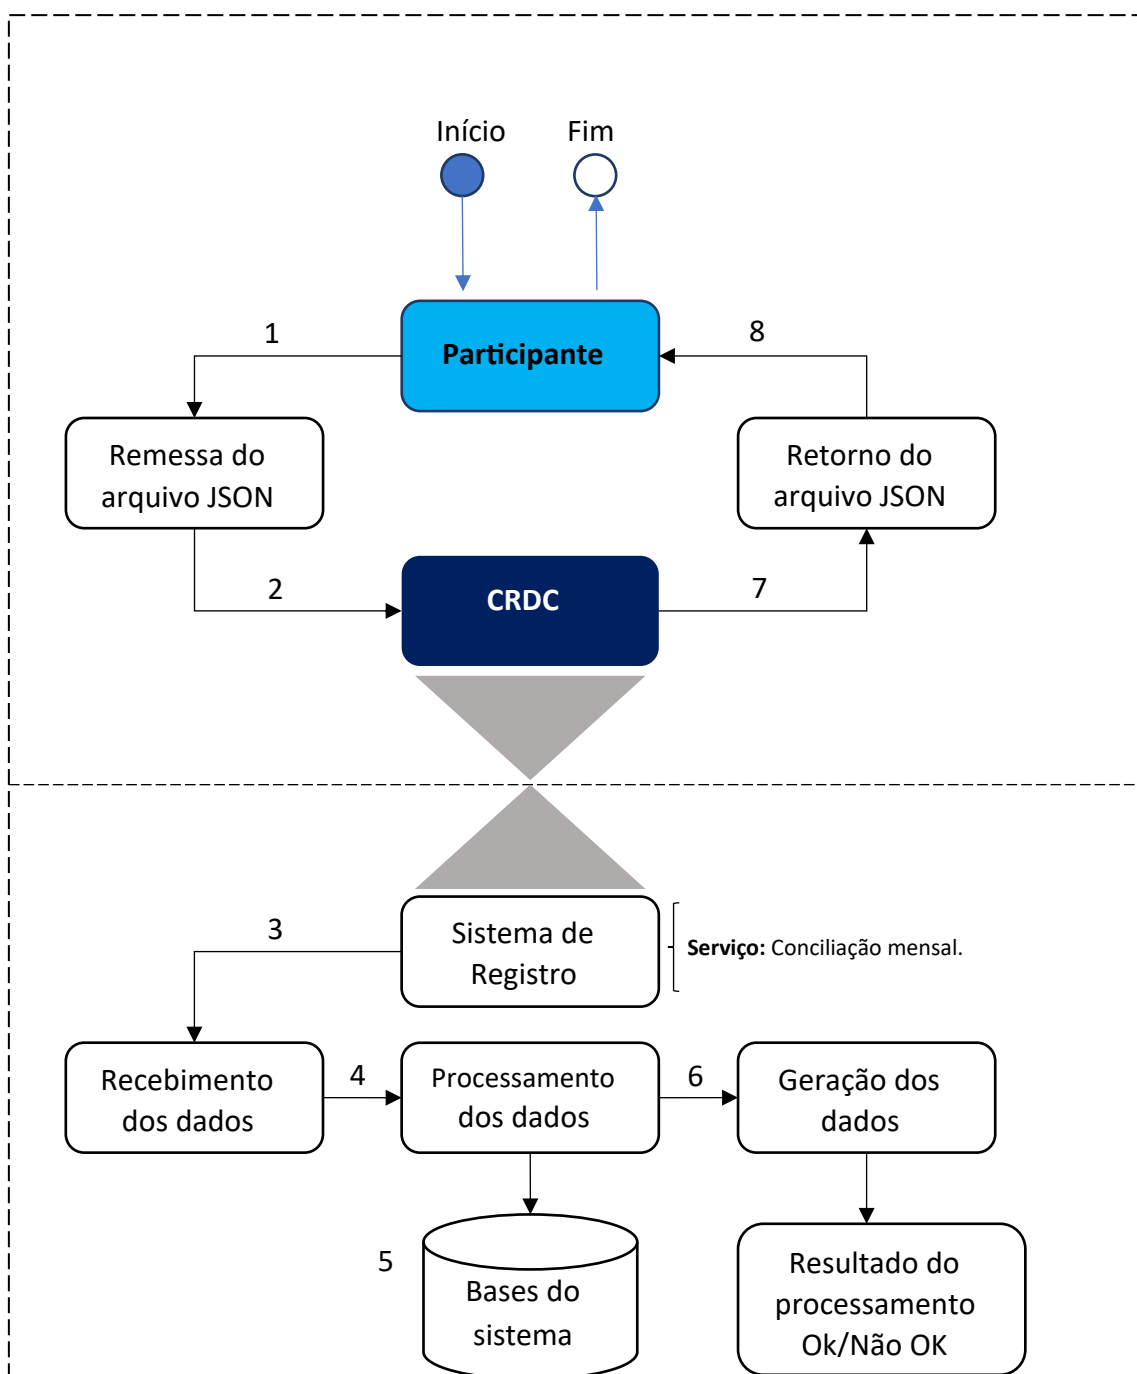 Início
Fim
1
Participante
8
Remessa do
arquivo JSON
Retorno do
arquivo JSON
2
CRDC
7
3
Sistema de
Registro
Serviço: Conciliação mensal.
Recebimento
dos dados
4
Processamento
dos dados
6
Geração dos
dados
5
Bases do
sistema
Resultado do
processamento
Ok/Não OK